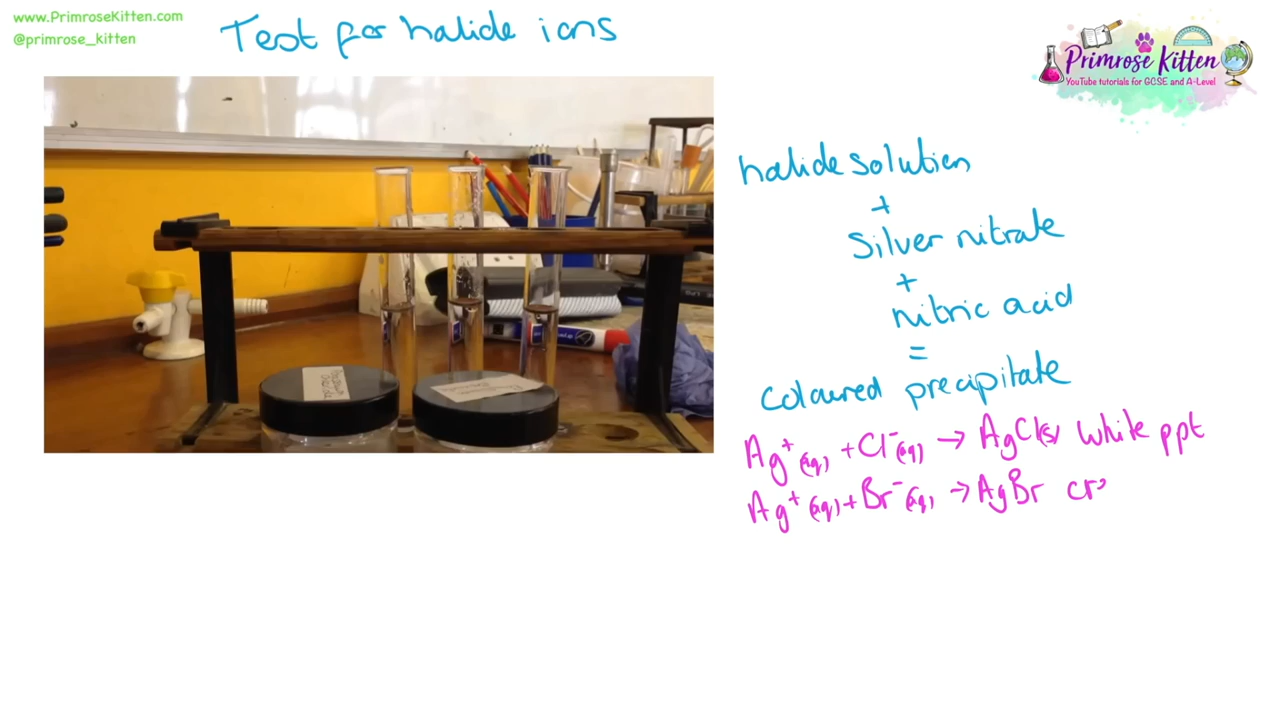 www.PrimroseKitten.com
@primrose_kitten
Test for halide ions
Primrose Kitten
YouTube tutorials for GCSE and A-Level
halide solution
+
Silver nitrate
+
nitric acid
=
coloured precipitate
Ag⁺(aq) + Cl⁻(aq) → AgCl(s) White ppt
Ag⁺(aq) + Br⁻(aq) → AgBr cr